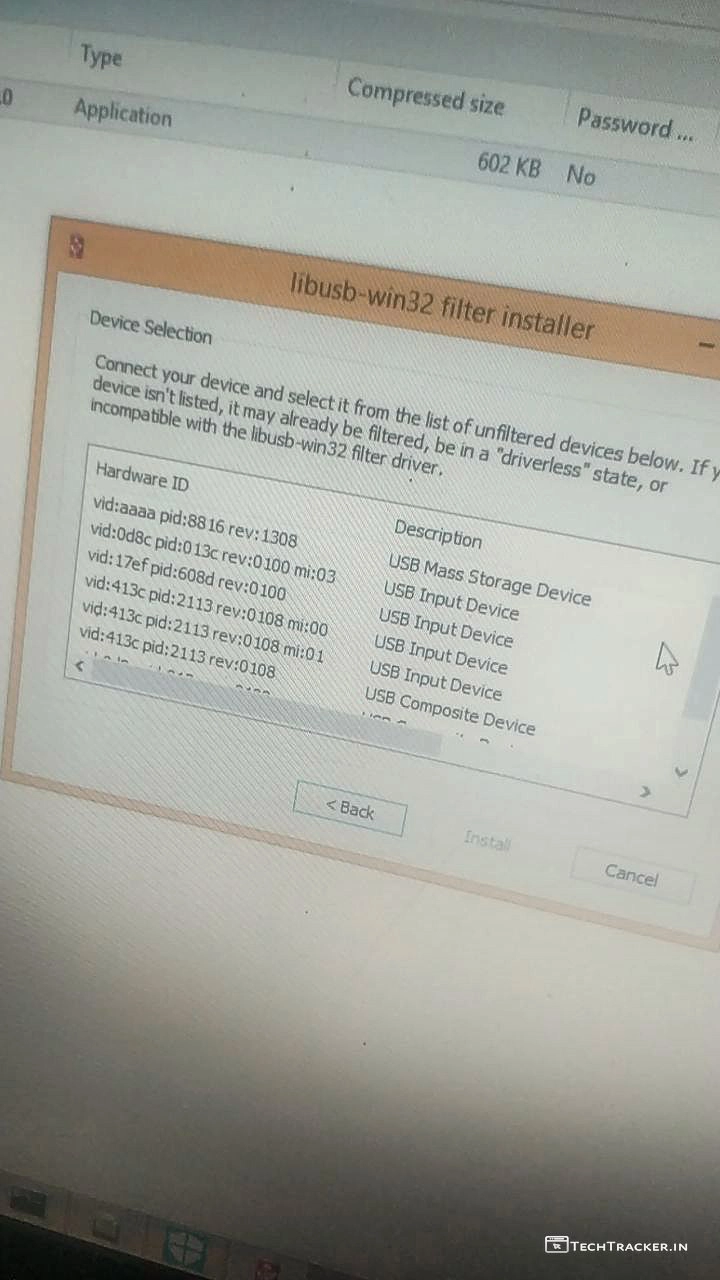 Type
Compressed size
Password ...
Application
602 KB
No
libusb-win32 filter installer
Device Selection
Connect your device and select it from the list of unfiltered devices below. If
device isn't listed, it may already be filtered, be in a "driverless" state, or
incompatible with the libusb-win32 filter driver.
Hardware ID Description
vid:aaaa pid:8816 rev:1308 USB Mass Storage Device
vid:0d8c pid:013c rev:0100 mi:03 USB Input Device
vid:17ef pid:608d rev:0100 USB Input Device
vid:413c pid:2113 rev:0108 mi:00 USB Input Device
vid:413c pid:2113 rev:0108 mi:01 USB Input Device
vid:413c pid:2113 rev:0108 USB Composite Device
< Back
Install
Cancel
TECHTRACKER.IN